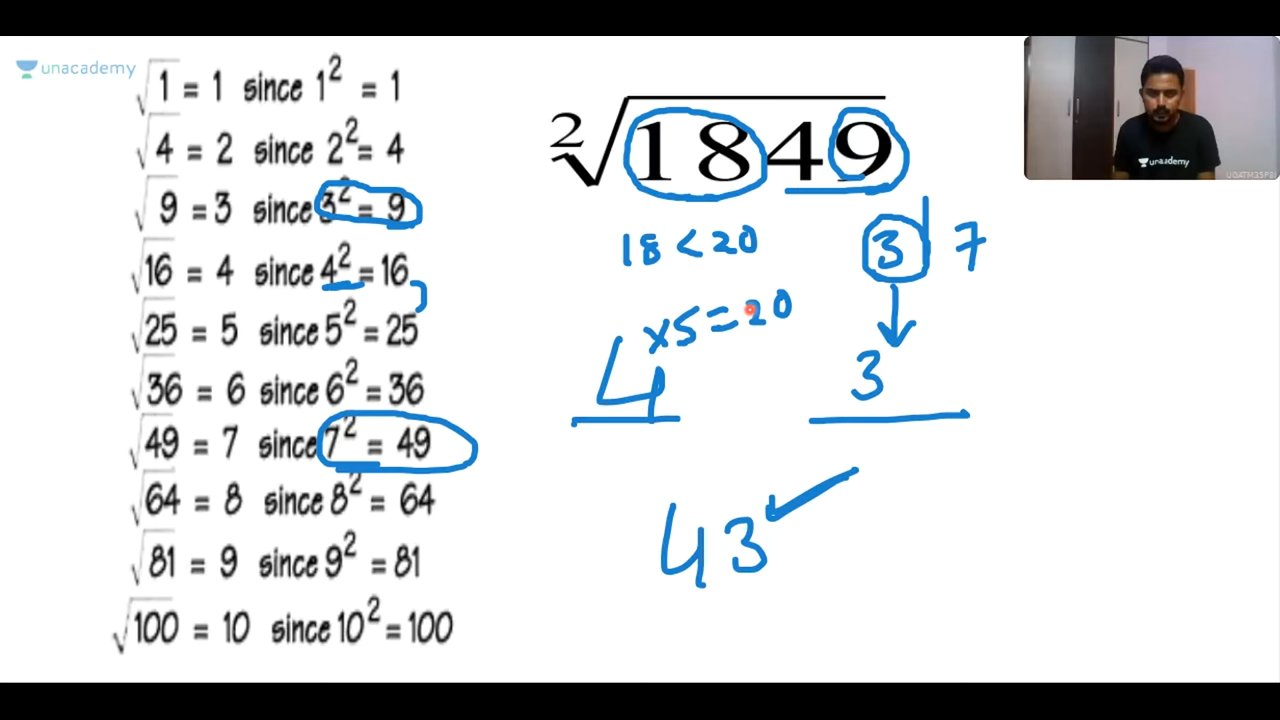 unacademy
√1 = 1 since 1² = 1
√4 = 2 since 2² = 4
√9 = 3 since 3² = 9
√16 = 4 since 4² = 16
√25 = 5 since 5² = 25
√36 = 6 since 6² = 36
√49 = 7 since 7² = 49
√64 = 8 since 8² = 64
√81 = 9 since 9² = 81
√100 = 10 since 10² = 100
²√1849
18 < 20
3 | 7
4 x5=20
3
43
unacademy